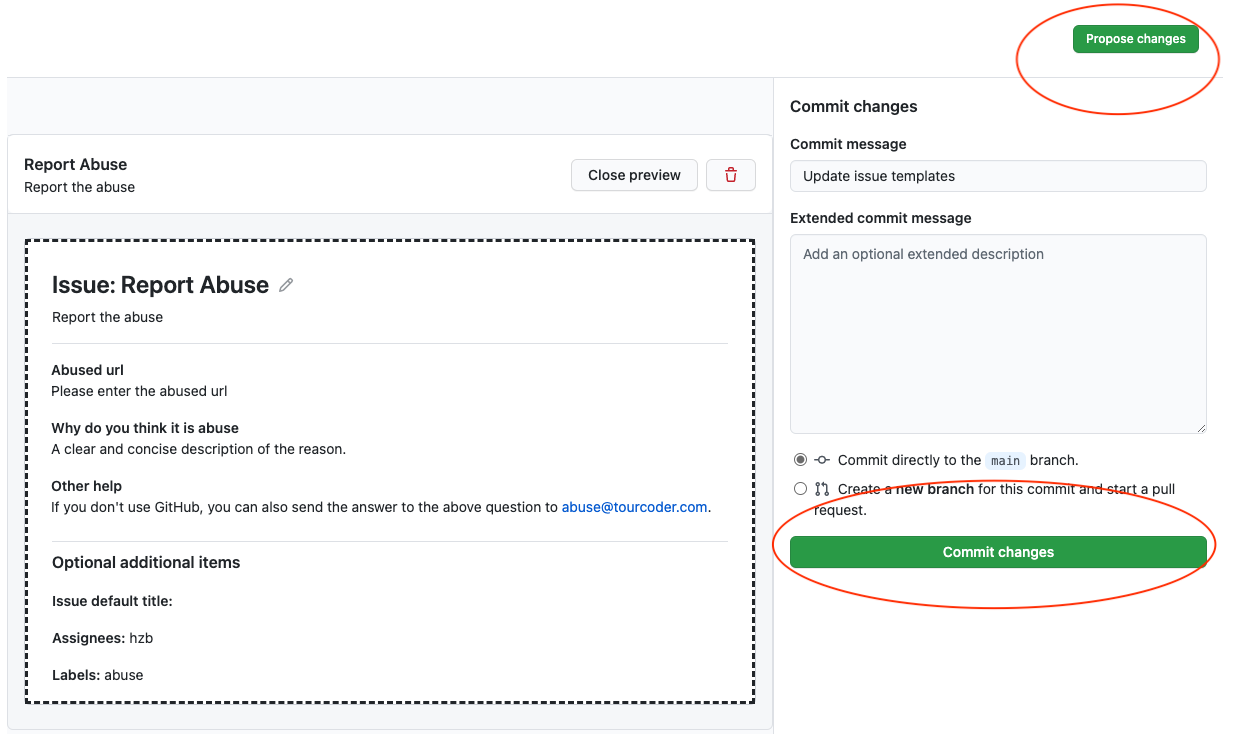 Propose changes
Report Abuse
Report the abuse
Close preview
Issue: Report Abuse
Report the abuse
Abused url
Please enter the abused url
Why do you think it is abuse
A clear and concise description of the reason.
Other help
If you don't use GitHub, you can also send the answer to the above question to abuse@tourcoder.com.
Optional additional items
Issue default title:
Assignees: hzb
Labels: abuse
Commit changes
Commit message
Update issue templates
Extended commit message
Add an optional extended description
Commit directly to the main branch.
Create a new branch for this commit and start a pull
request.
Commit changes